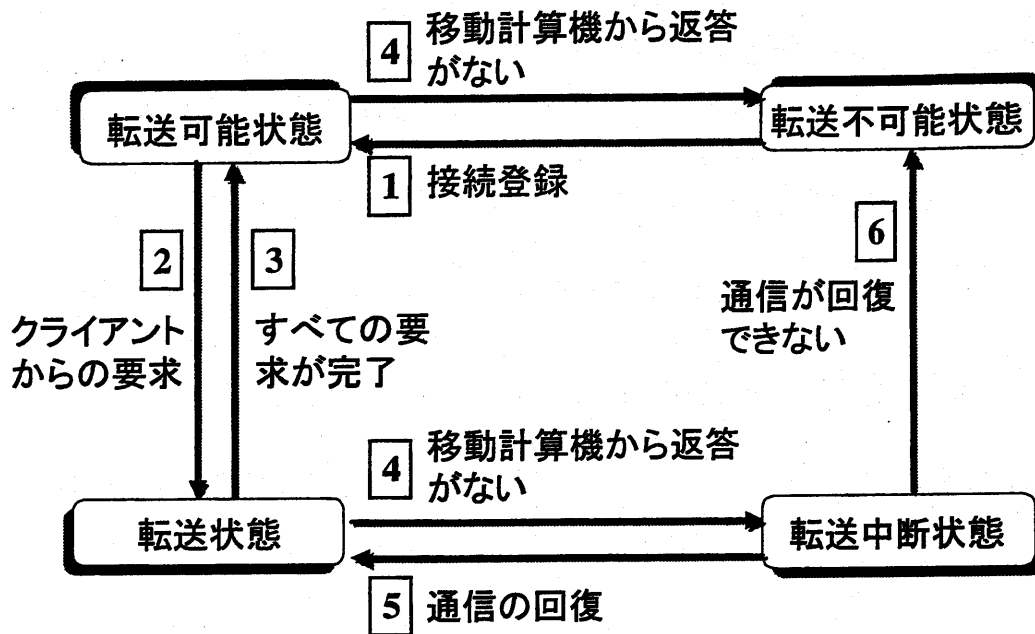 4 移動計算機から返答
がない
転送可能状態
転送不可能状態
1 接続登録
2
3
6
クライアント
からの要求
すべての要
求が完了
通信が回復
できない
4 移動計算機から返答
がない
転送状態
転送中断状態
5 通信の回復